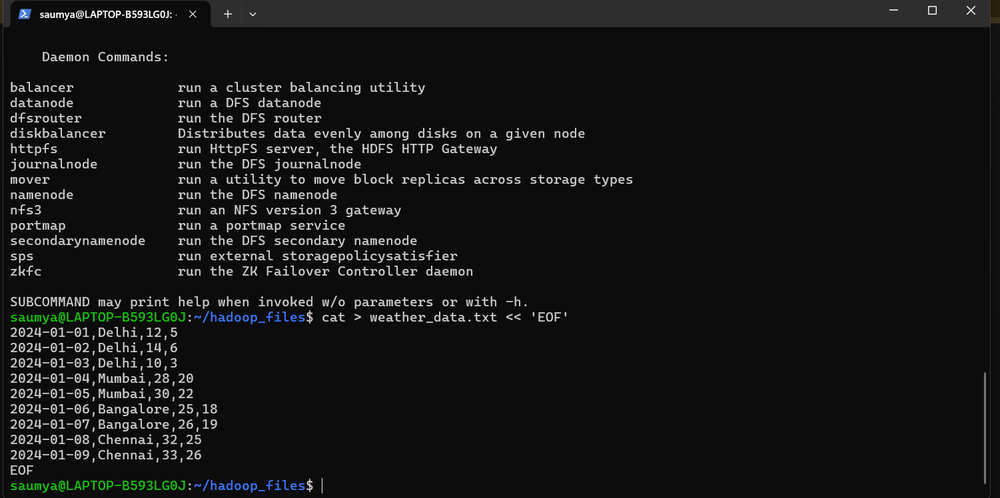 saumya@LAPTOP-B593LG0J:
Daemon Commands:
balancer run a cluster balancing utility
datanode run a DFS datanode
dfsrouter run the DFS router
diskbalancer Distributes data evenly among disks on a given node
httpfs run HttpFS server, the HDFS HTTP Gateway
journalnode run the DFS journalnode
mover run a utility to move block replicas across storage types
namenode run the DFS namenode
nfs3 run an NFS version 3 gateway
portmap run a portmap service
secondarynamenode run the DFS secondary namenode
sps run external storagepolicysatisfier
zkfc run the ZK Failover Controller daemon
SUBCOMMAND may print help when invoked w/o parameters or with -h.
saumya@LAPTOP-B593LG0J:~/hadoop_files$ cat > weather_data.txt << 'EOF'
2024-01-01,Delhi,12,5
2024-01-02,Delhi,14,6
2024-01-03,Delhi,10,3
2024-01-04,Mumbai,28,20
2024-01-05,Mumbai,30,22
2024-01-06,Bangalore,25,18
2024-01-07,Bangalore,26,19
2024-01-08,Chennai,32,25
2024-01-09,Chennai,33,26
EOF
saumya@LAPTOP-B593LG0J:~/hadoop_files$